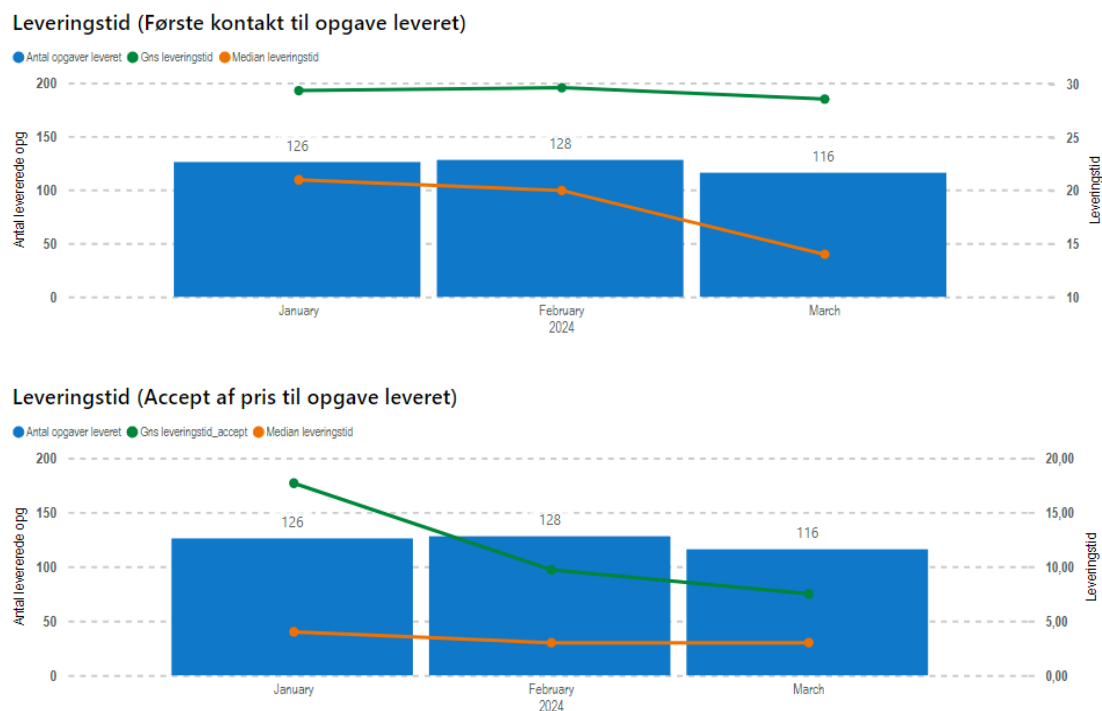 Leveringstid (Første kontakt til opgave leveret)
Antal opgaver leveret Gns leveringstid Median leveringstid
200 30
150 25
100 20
50 15
0 10
Antal levererede opg
Leveringstid
126 128 116
January February March
2024
Leveringstid (Accept af pris til opgave leveret)
Antal opgaver leveret Gns leveringstid_accept Median leveringstid
200 20,00
150 15,00
100 10,00
50 5,00
0 0,00
Antal levererede opg
Leveringstid
126 128 116
January February March
2024